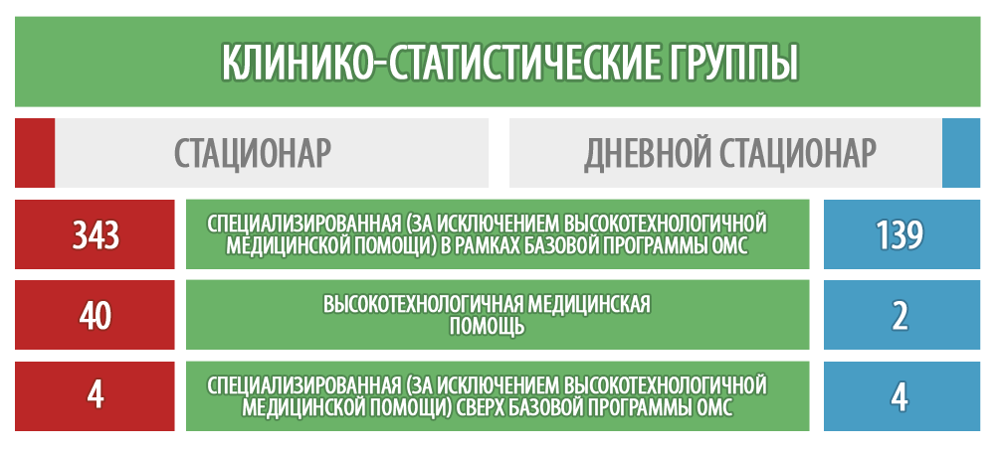 КЛИНИКО-СТАТИСТИЧЕСКИЕ ГРУППЫ
СТАЦИОНАР
ДНЕВНОЙ СТАЦИОНАР
343
СПЕЦИАЛИЗИРОВАННАЯ (ЗА ИСКЛЮЧЕНИЕМ ВЫСОКОТЕХНОЛОГИЧНОЙ
МЕДИЦИНСКОЙ ПОМОЩИ) В РАМКАХ БАЗОВОЙ ПРОГРАММЫ ОМС
139
40
ВЫСОКОТЕХНОЛОГИЧНАЯ МЕДИЦИНСКАЯ
ПОМОЩЬ
2
4
СПЕЦИАЛИЗИРОВАННАЯ (ЗА ИСКЛЮЧЕНИЕМ ВЫСОКОТЕХНОЛОГИЧНОЙ
МЕДИЦИНСКОЙ ПОМОЩИ) СВЕРХ БАЗОВОЙ ПРОГРАММЫ ОМС
4